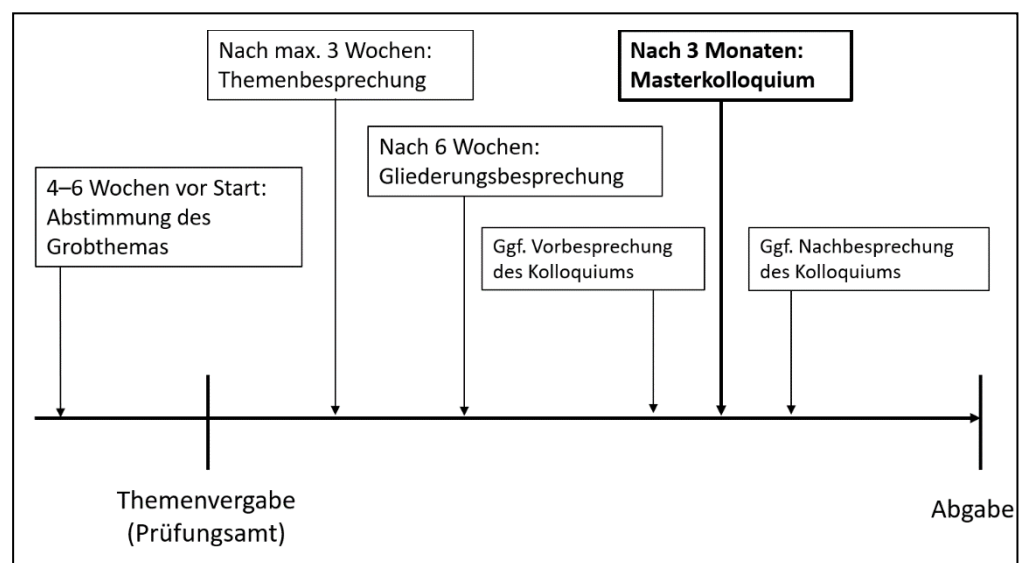 Nach max. 3 Wochen:
Themenbesprechung
Nach 3 Monaten:
Masterkolloquium
Nach 6 Wochen:
Gliederungsbesprechung
4–6 Wochen vor Start:
Abstimmung des
Grobthemas
Ggf. Vorbesprechung
des Kolloquiums
Ggf. Nachbesprechung
des Kolloquiums
Themenvergabe
(Prüfungsamt)
Abgabe